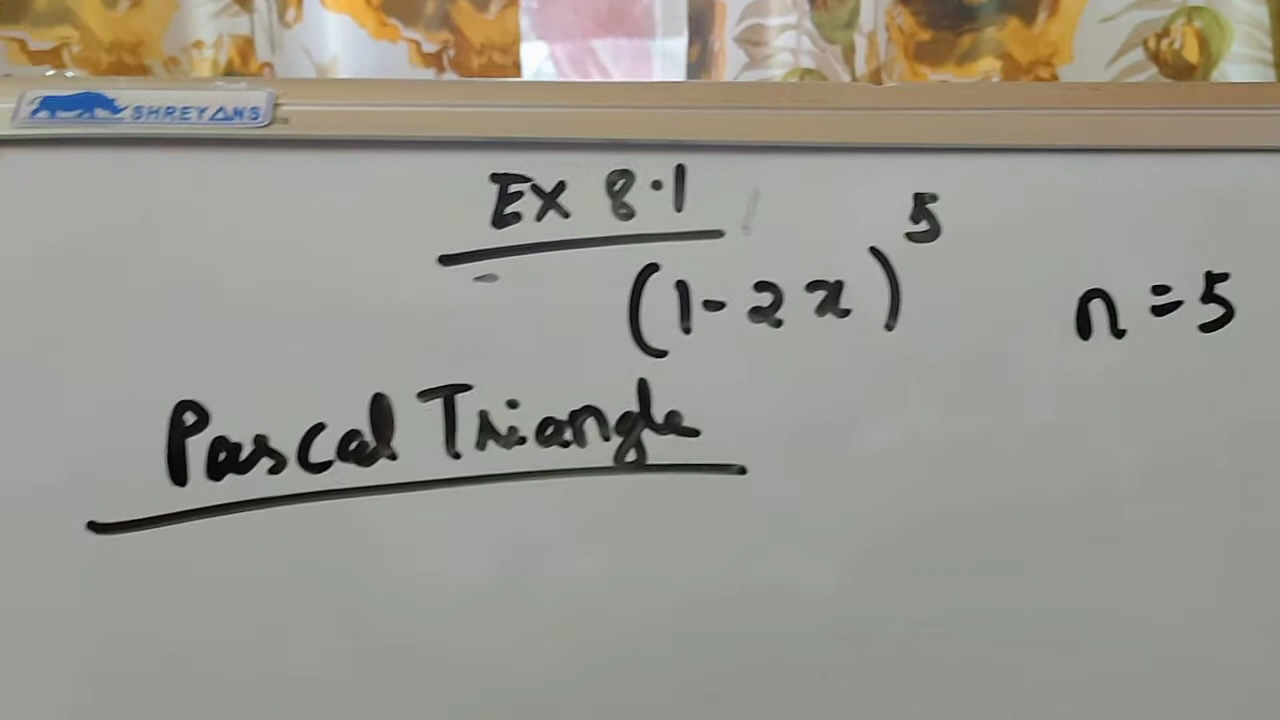 SHREYANS
Ex 8.1
(1-2x)⁵ n=5
Pascal Triangle